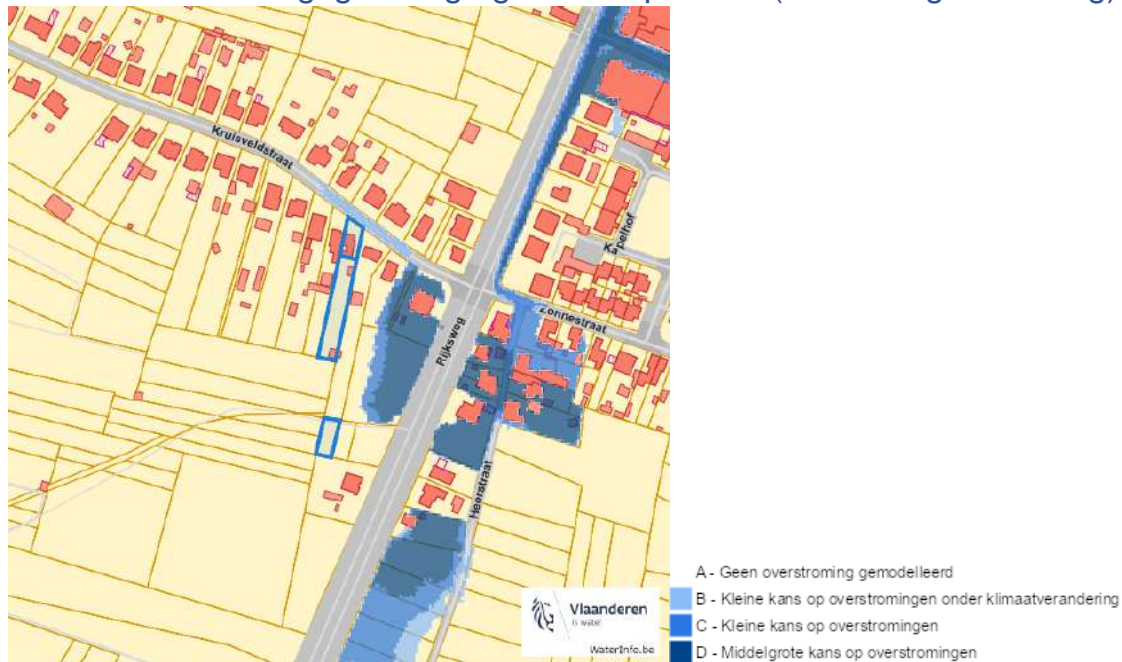 Kruisveldstraat
Kapelhof
Zonnestraat
Rijksweg
Heerstraat
Vlaanderen
is water
WaterInfo.be
A - Geen overstroming gemodelleerd
B - Kleine kans op overstromingen onder klimaatverandering
C - Kleine kans op overstromingen
D - Middelgrote kans op overstromingen